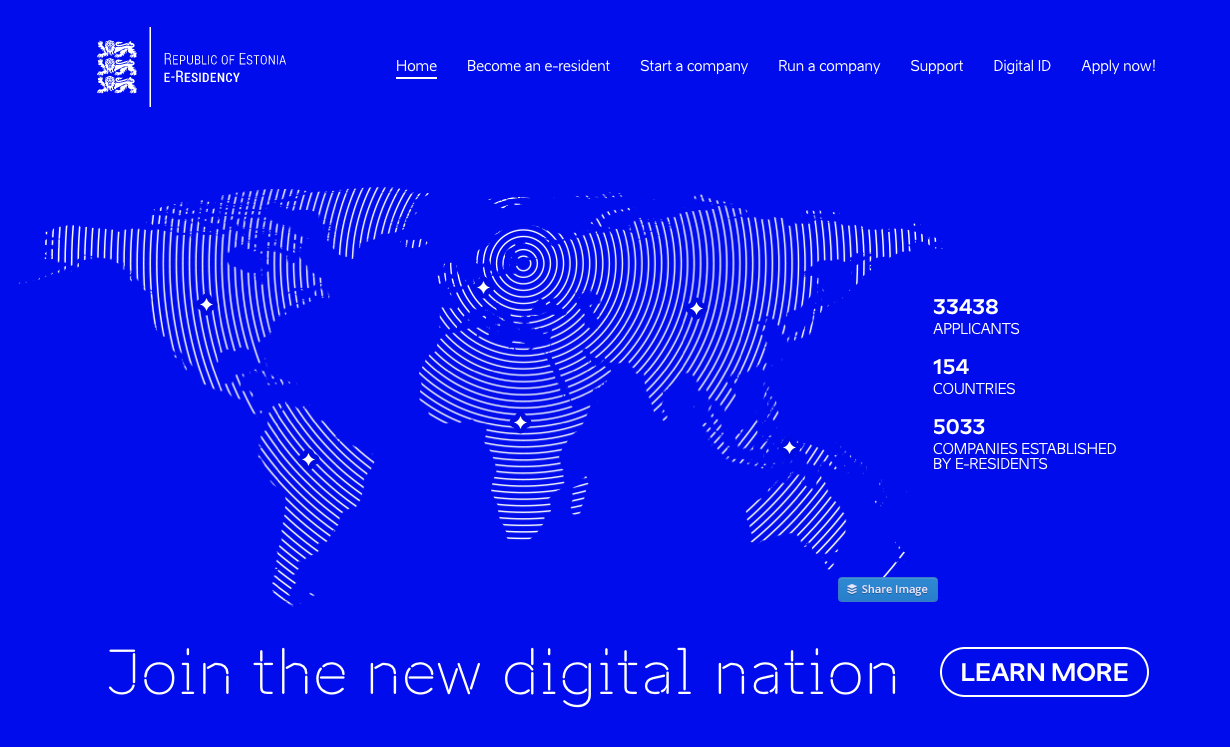 REPUBLIC OF ESTONIA
E-RESIDENCY
Home Become an e-resident Start a company Run a company Support Digital ID Apply now!
33438
APPLICANTS
154
COUNTRIES
5033
COMPANIES ESTABLISHED
BY E-RESIDENTS
Share Image
Join the new digital nation LEARN MORE